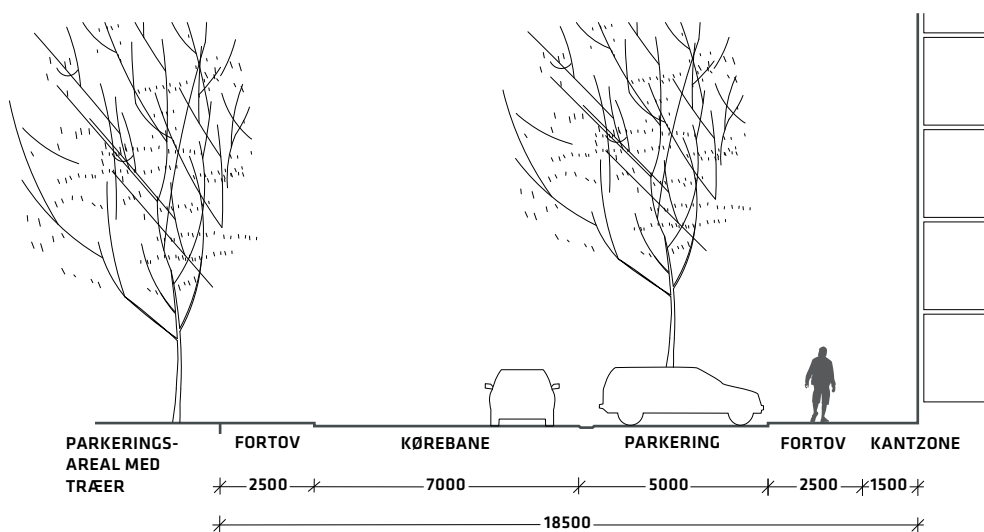 PARKERINGS-
AREAL MED
TRÆER
FORTOV
KØREBANE
PARKERING
FORTOV
KANTZONE
2500
7000
5000
2500
1500
18500